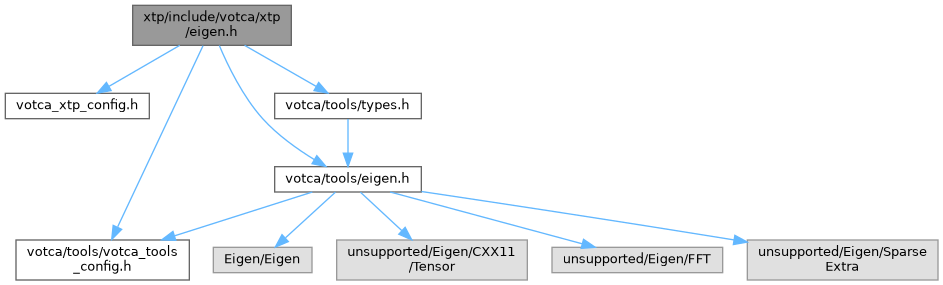 xtp/include/votca/xtp
/eigen.h
votca_xtp_config.h
votca/tools/types.h
votca/tools/eigen.h
votca/tools/votca_tools
_config.h
Eigen/Eigen
unsupported/Eigen/CXX11
/Tensor
unsupported/Eigen/FFT
unsupported/Eigen/Sparse
Extra